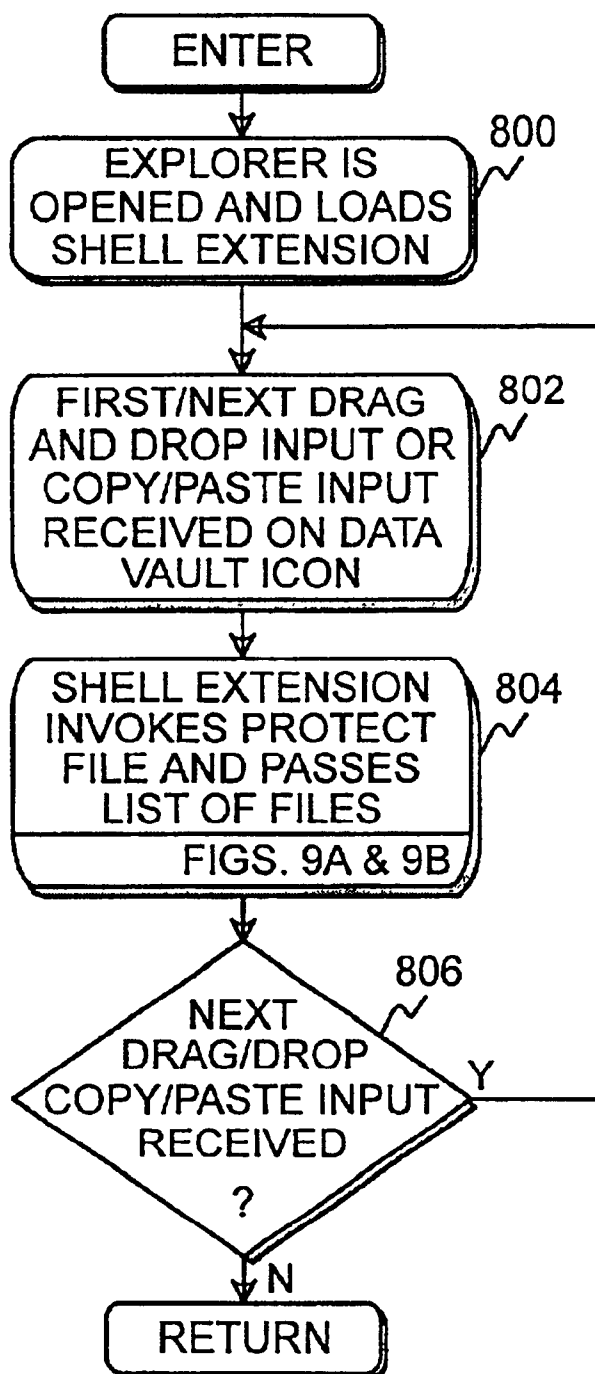 ENTER
800
EXPLORER IS
OPENED AND LOADS
SHELL EXTENSION
802
FIRST/NEXT DRAG
AND DROP INPUT OR
COPY/PASTE INPUT
RECEIVED ON DATA
VAULT ICON
804
SHELL EXTENSION
INVOKES PROTECT
FILE AND PASSES
LIST OF FILES
FIGS. 9A & 9B
806
NEXT
DRAG/DROP
COPY/PASTE INPUT
RECEIVED
?
Y
N
RETURN